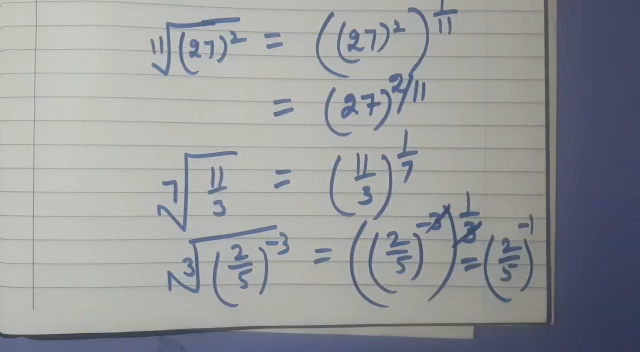 ¹¹√(27)² = ((27)²)^(1/11)
= (27)^(2/11)
⁷√(11/3) = (11/3)^(1/7)
³√(2/5)⁻³ = ((2/5)⁻³)^(1/3) = (2/5)⁻¹